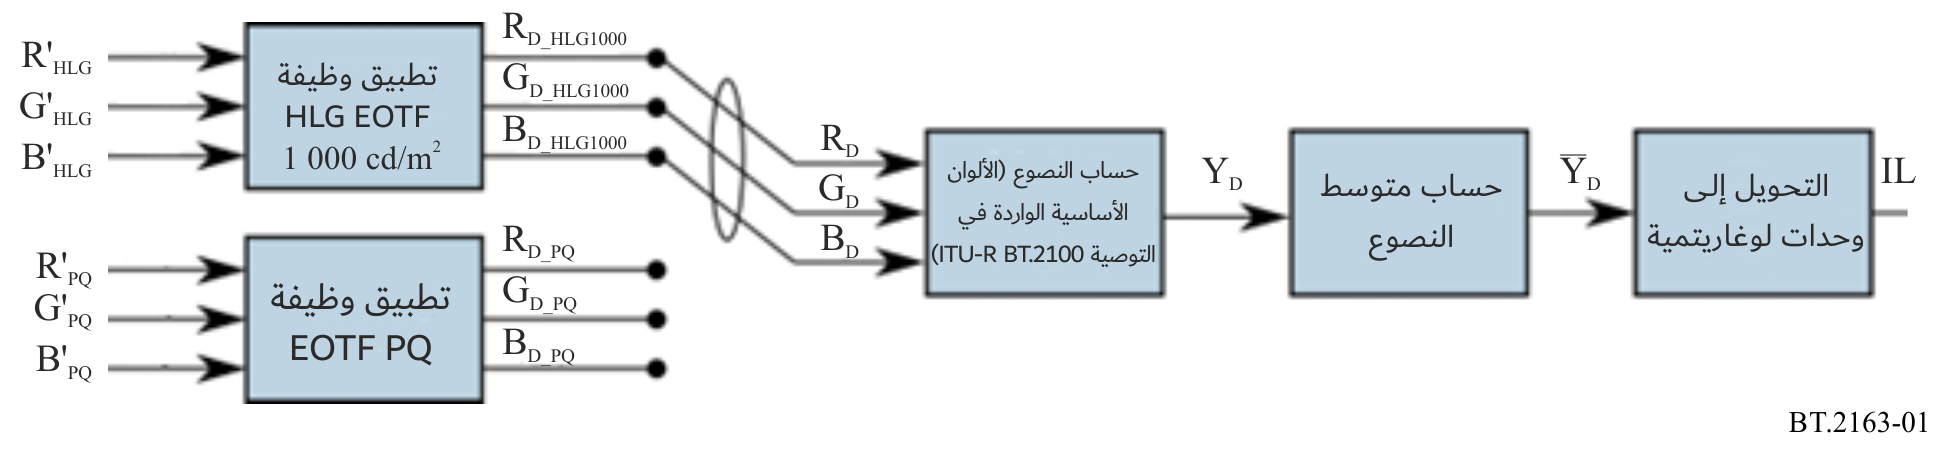 R'HLG
G'HLG
B'HLG
تطبيق وظيفة
HLG EOTF
1 000 cd/m²
RD_HLG1000
GD_HLG1000
BD_HLG1000
R'PQ
G'PQ
B'PQ
تطبيق وظيفة
EOTF PQ
RD_PQ
GD_PQ
BD_PQ
RD
GD
BD
حساب النصوع (الألوان
الأساسية الواردة في
التوصية ITU-R BT.2100)
YD
حساب متوسط
النصوع
Y̅D
التحويل إلى
وحدات لوغاريتمية
IL
BT.2163-01